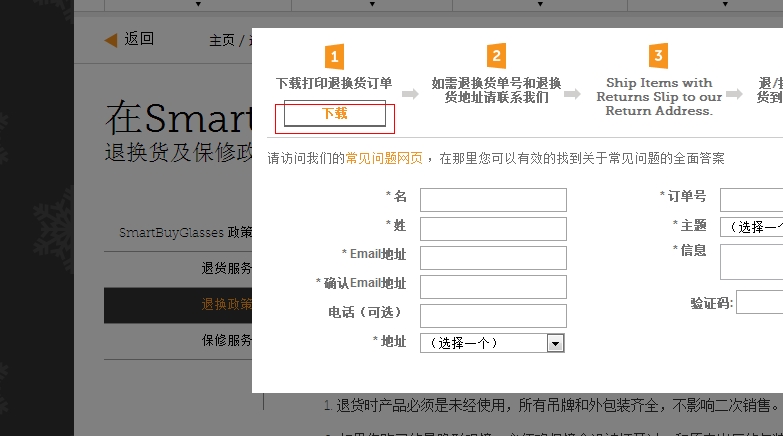 返回
主页 /
在Smart
退换货及保修政
SmartBuyGlasses 政策
退货服务
退换政策
保修服务
1
下载打印退换货订单
下载
2
如需退换货单号和退换
货地址请联系我们
3
Ship Items with
Returns Slip to our
Return Address.
退/换
货到
请访问我们的常见问题网页 ，在那里您可以有效的找到关于常见问题的全面答案
* 名
* 姓
* Email地址
* 确认Email地址
电话（可选）
* 地址
（选择一个）
* 订单号
* 主题
（选择一个
* 信息
验证码:
1. 退货时产品必须是未经使用，所有吊牌和外包装齐全，不影响二次销售。